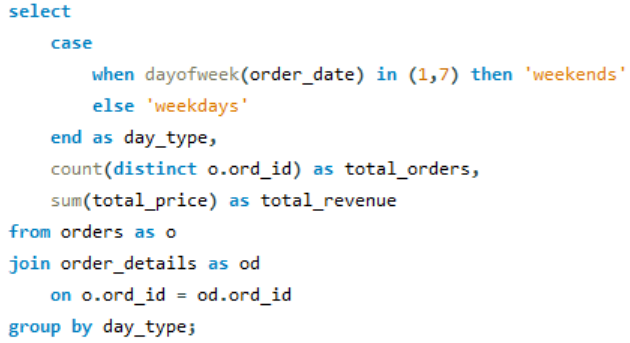 select
    case
        when dayofweek(order_date) in (1,7) then 'weekends'
        else 'weekdays'
    end as day_type,
    count(distinct o.ord_id) as total_orders,
    sum(total_price) as total_revenue
from orders as o
join order_details as od
    on o.ord_id = od.ord_id
group by day_type;